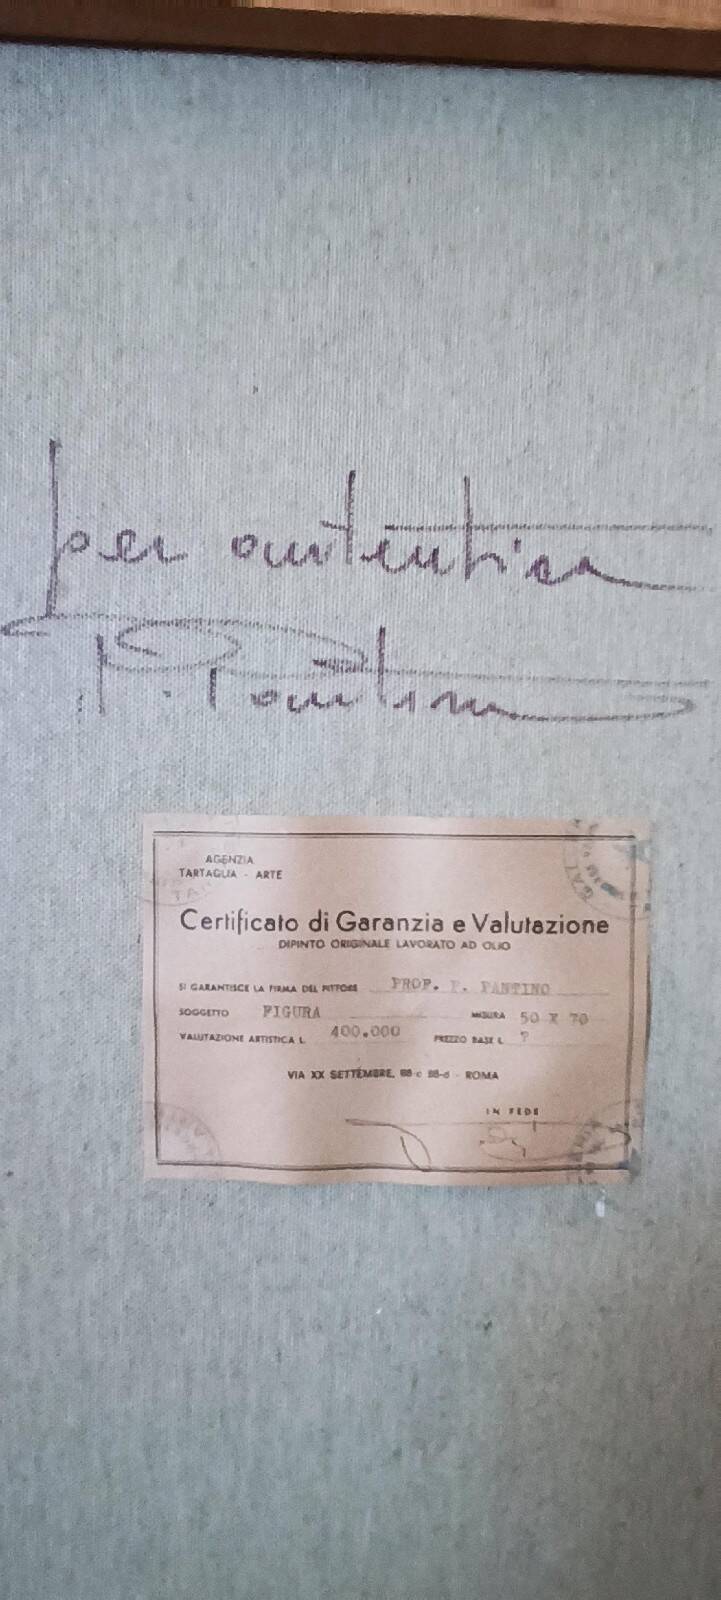 per autentica
P. Pantino
AGENZIA
TARTAGLIA - ARTE
Certificato di Garanzia e Valutazione
DIPINTO ORIGINALE LAVORATO AD OLIO
SI GARANTISCE LA FIRMA DEL PITTORE PROF. P. PANTINO
SOGGETTO FIGURA MISURA 50 X 70
VALUTAZIONE ARTISTICA L. 400.000 PREZZO BASE L. ?
VIA XX SETTEMBRE, 98-c 98-d - ROMA
IN FEDE